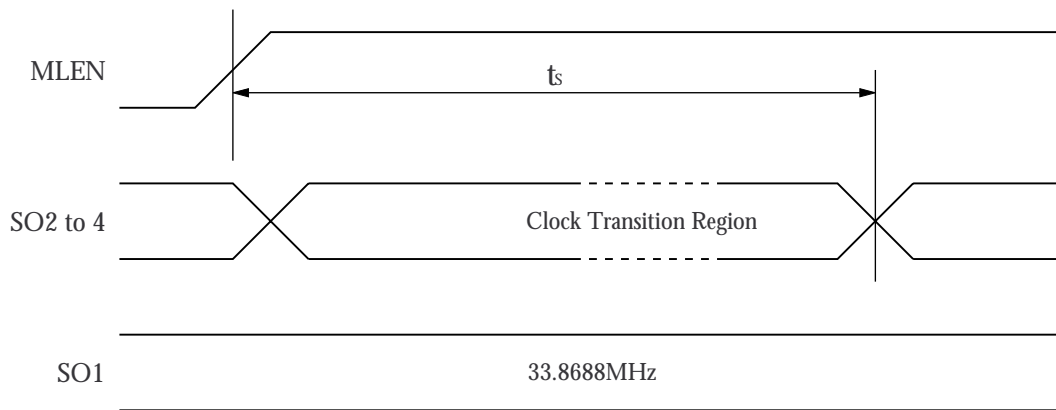 MLEN
ts
SO2 to 4
Clock Transition Region
SO1
33.8688MHz